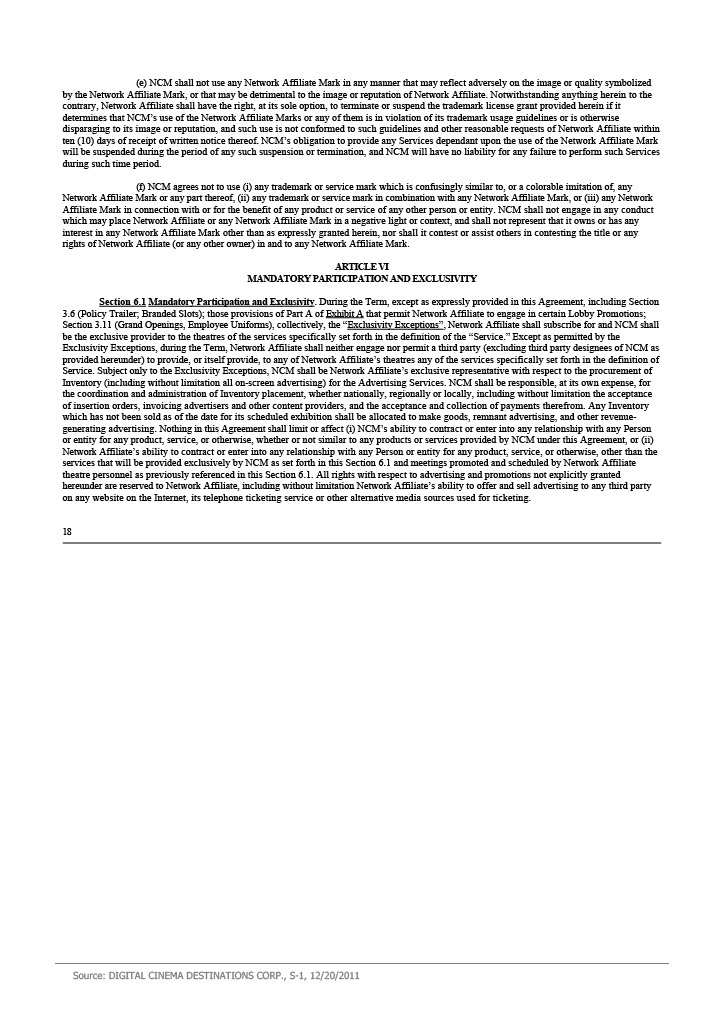 (e) NCM shall not use any Network Affiliate Mark in any manner that may reflect adversely on the image or quality symbolized
by the Network Affiliate Mark, or that may be detrimental to the image or reputation of Network Affiliate. Notwithstanding anything herein to the
contrary, Network Affiliate shall have the right, at its sole option, to terminate or suspend the trademark license grant provided herein if it
determines that NCM's use of the Network Affiliate Marks or any of them is in violation of its trademark usage guidelines or is otherwise
disparaging to its image or reputation, and such use is not conformed to such guidelines and other reasonable requests of Network Affiliate within
ten (10) days of receipt of written notice thereof. NCM's obligation to provide any Services dependant upon the use of the Network Affiliate Mark
will be suspended during the period of any such suspension or termination, and NCM will have no liability for any failure to perform such Services
during such time period.
(f) NCM agrees not to use (i) any trademark or service mark which is confusingly similar to, or a colorable imitation of, any
Network Affiliate Mark or any part thereof, (ii) any trademark or service mark in combination with any Network Affiliate Mark, or (iii) any Network
Affiliate Mark in connection with or for the benefit of any product or service of any other person or entity. NCM shall not engage in any conduct
which may place Network Affiliate or any Network Affiliate Mark in a negative light or context, and shall not represent that it owns or has any
interest in any Network Affiliate Mark other than as expressly granted herein, nor shall it contest or assist others in contesting the title or any
rights of Network Affiliate (or any other owner) in and to any Network Affiliate Mark.
ARTICLE VI
MANDATORY PARTICIPATION AND EXCLUSIVITY
Section 6.1 Mandatory Participation and Exclusivity. During the Term, except as expressly provided in this Agreement, including Section
3.6 (Policy Trailer; Branded Slots); those provisions of Part A of Exhibit A that permit Network Affiliate to engage in certain Lobby Promotions;
Section 3.11 (Grand Openings, Employee Uniforms), collectively, the “Exclusivity Exceptions”, Network Affiliate shall subscribe for and NCM shall
be the exclusive provider to the theatres of the services specifically set forth in the definition of the “Service.” Except as permitted by the
Exclusivity Exceptions, during the Term, Network Affiliate shall neither engage nor permit a third party (excluding third party designees of NCM as
provided hereunder) to provide, or itself provide, to any of Network Affiliate's theatres any of the services specifically set forth in the definition of
Service. Subject only to the Exclusivity Exceptions, NCM shall be Network Affiliate's exclusive representative with respect to the procurement of
Inventory (including without limitation all on-screen advertising) for the Advertising Services. NCM shall be responsible, at its own expense, for
the coordination and administration of Inventory placement, whether nationally, regionally or locally, including without limitation the acceptance
of insertion orders, invoicing advertisers and other content providers, and the acceptance and collection of payments therefrom. Any Inventory
which has not been sold as of the date for its scheduled exhibition shall be allocated to make goods, remnant advertising, and other revenue-
generating advertising. Nothing in this Agreement shall limit or affect (i) NCM's ability to contract or enter into any relationship with any Person
or entity for any product, service, or otherwise, whether or not similar to any products or services provided by NCM under this Agreement, or (ii)
Network Affiliate's ability to contract or enter into any relationship with any Person or entity for any product, service, or otherwise, other than the
services that will be provided exclusively by NCM as set forth in this Section 6.1 and meetings promoted and scheduled by Network Affiliate
theatre personnel as previously referenced in this Section 6.1. All rights with respect to advertising and promotions not explicitly granted
hereunder are reserved to Network Affiliate, including without limitation Network Affiliate's ability to offer and sell advertising to any third party
on any website on the Internet, its telephone ticketing service or other alternative media sources used for ticketing.
18
Source: DIGITAL CINEMA DESTINATIONS CORP., S-1, 12/20/2011